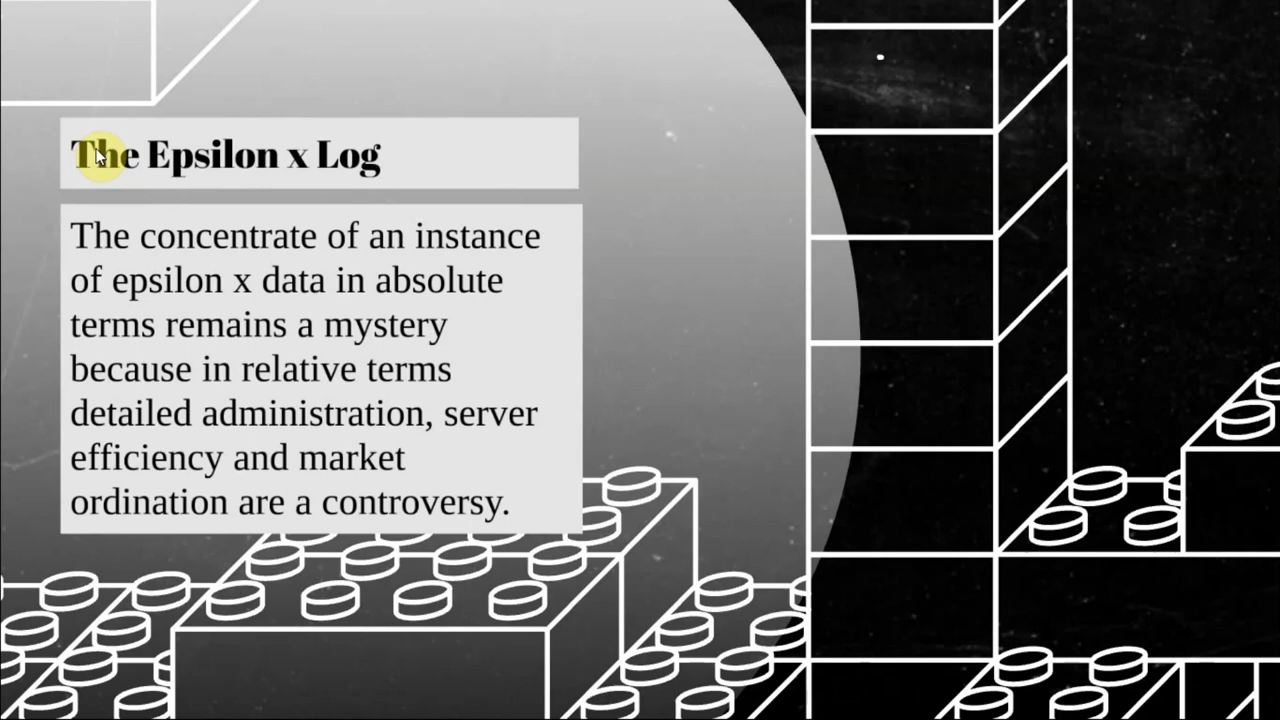 The Epsilon x Log
The concentrate of an instance
of epsilon x data in absolute
terms remains a mystery
because in relative terms
detailed administration, server
efficiency and market
ordination are a controversy.